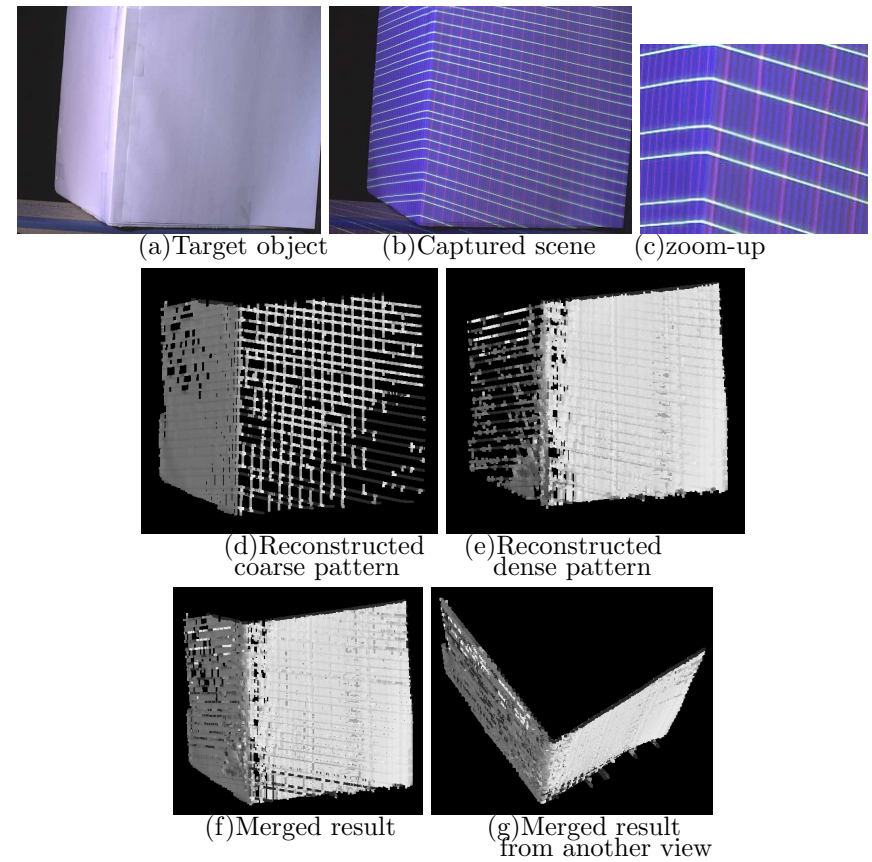 (a)Target object
(b)Captured scene
(c)zoom-up
(d)Reconstructed
coarse pattern
(e)Reconstructed
dense pattern
(f)Merged result
(g)Merged result
from another view